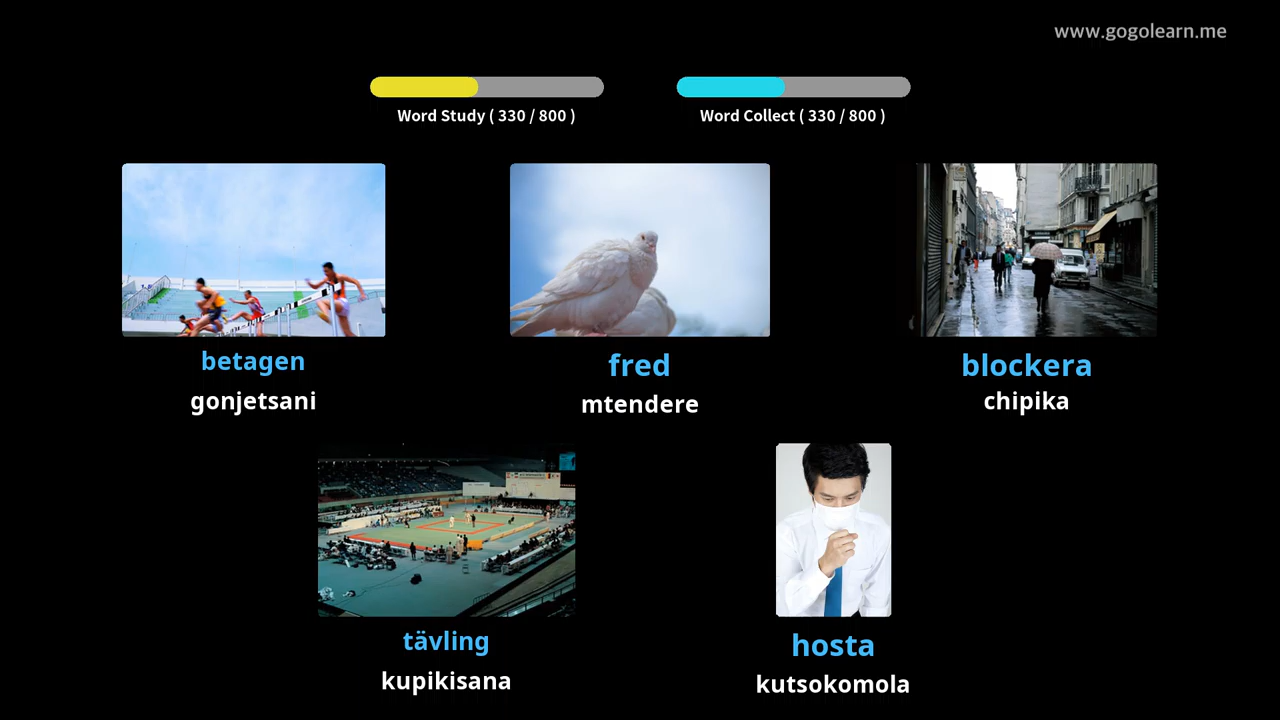 www.gogolearn.me
Word Study ( 330 / 800 )
Word Collect ( 330 / 800 )
betagen
gonjetsani
fred
mtendere
blockera
chipika
tävling
kupikisana
hosta
kutsokomola